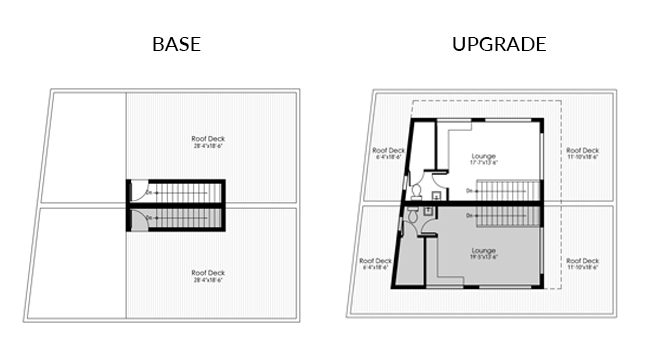 BASE
UPGRADE
Roof Deck
28'-4"x18'-6"
Dn
Dn
Roof Deck
28'-4"x18'-6"
Roof Deck
6'-4"x18'-6"
Lounge
17'-7"x13'-6"
Roof Deck
11'-10"x18'-6"
Dn
Dn
Roof Deck
6'-4"x18'-6"
Lounge
19'-5"x13'-6"
Roof Deck
11'-10"x18'-6"